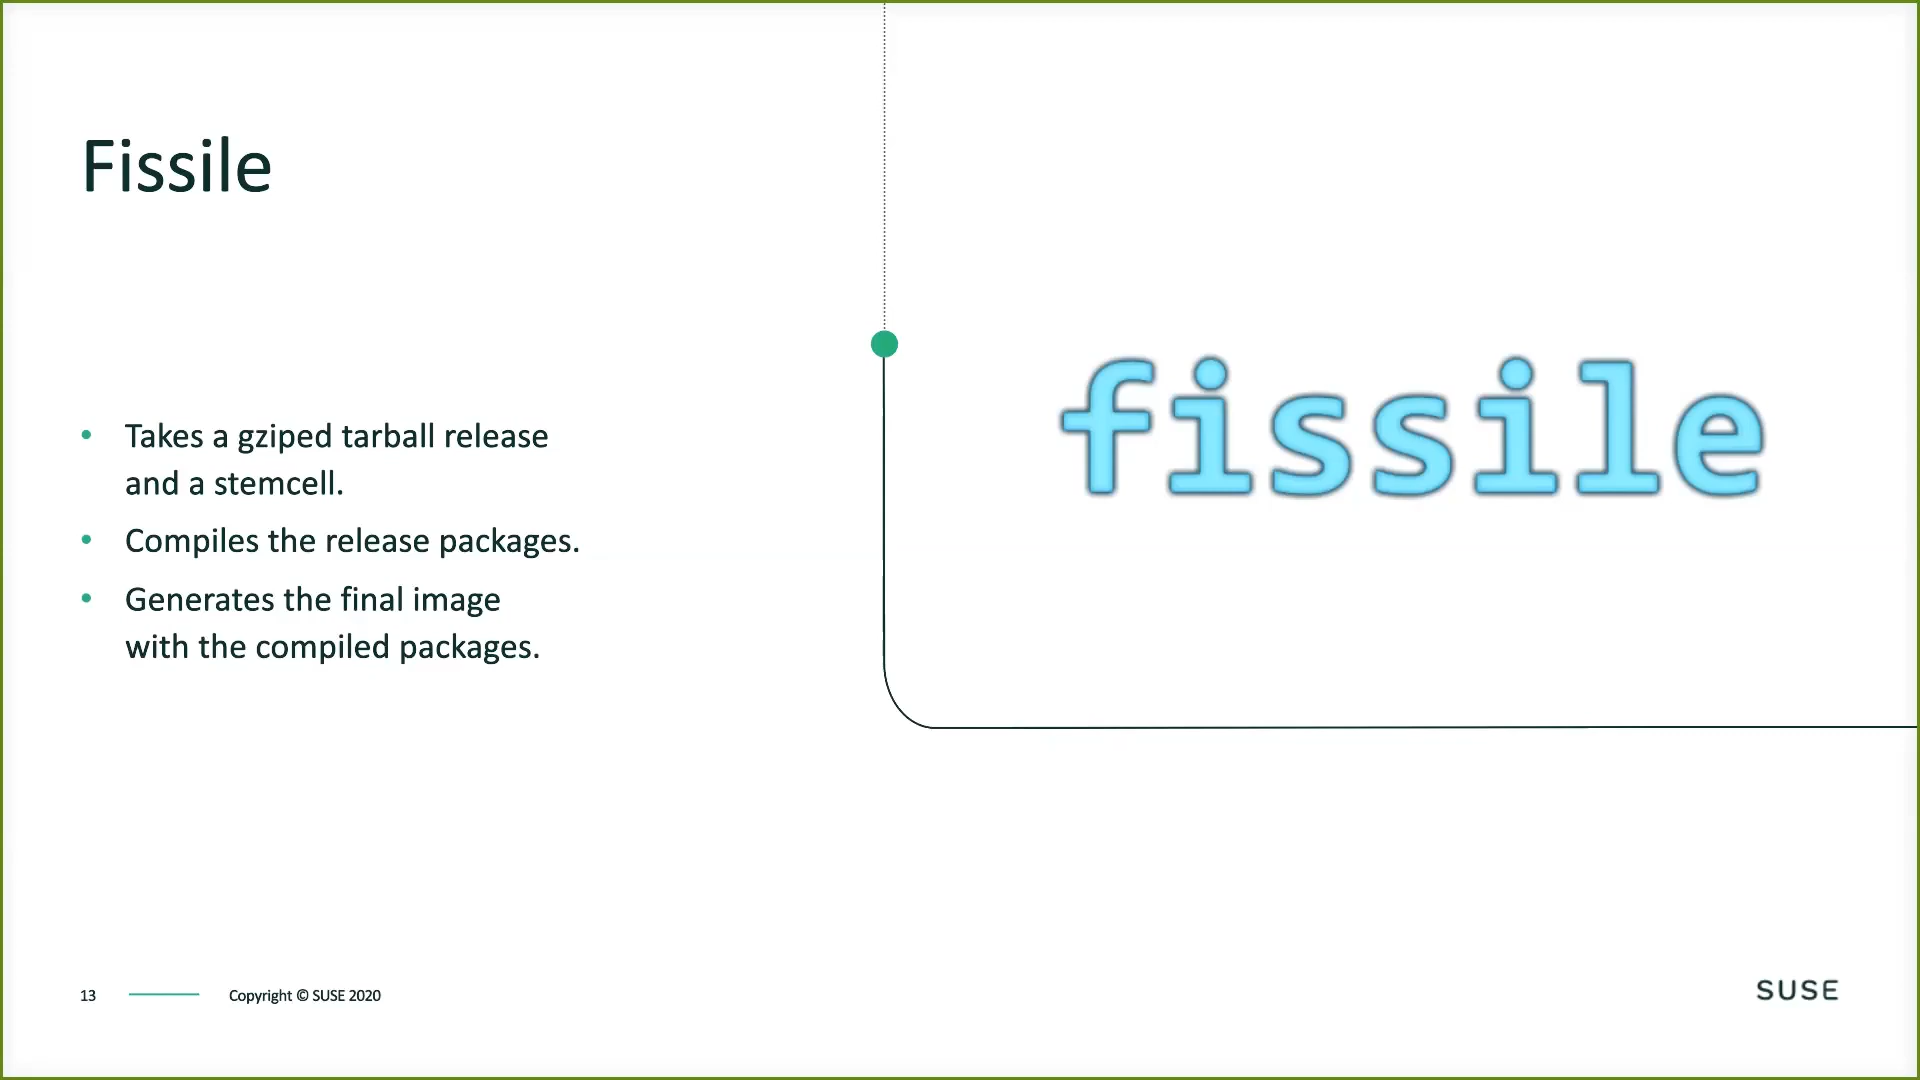 Fissile
• Takes a gziped tarball release
and a stemcell.
• Compiles the release packages.
• Generates the final image
with the compiled packages.
fissile
13
Copyright © SUSE 2020
SUSE